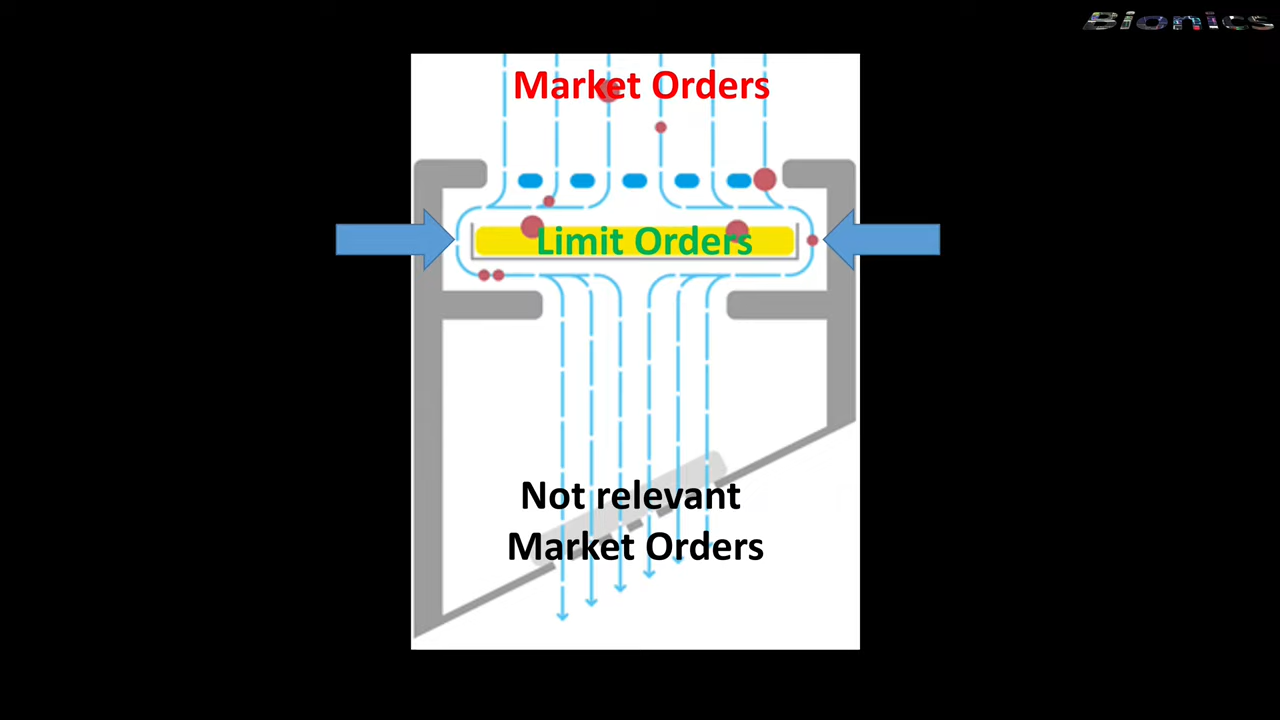 Bionics
Market Orders
Limit Orders
Not relevant
Market Orders